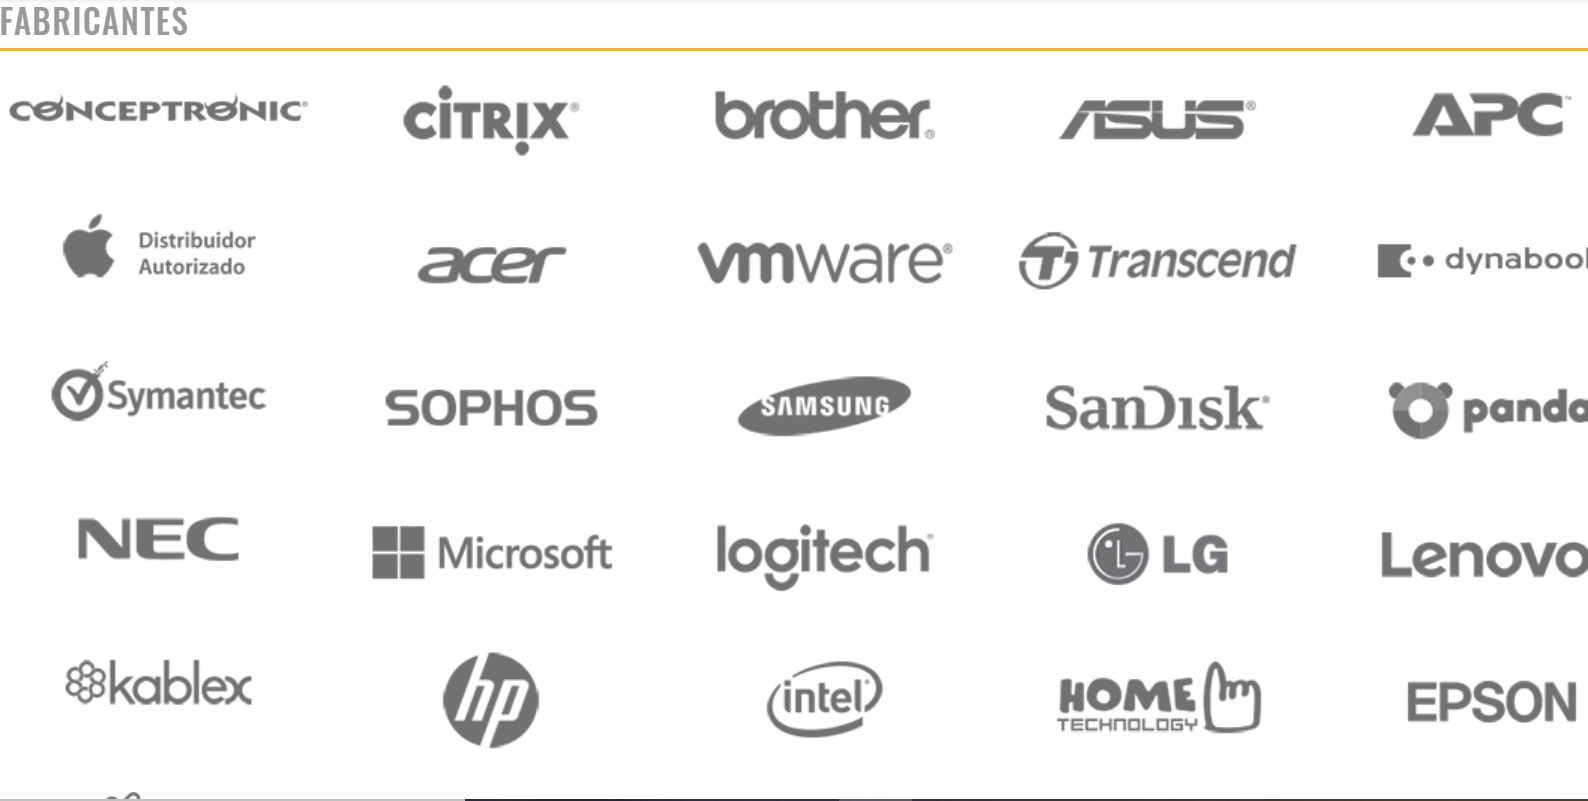 FABRICANTES
CONCEPTRONIC®
CITRIX®
brother®
ASUS®
APC™
Distribuidor
Autorizado
acer
vmware®
Transcend
dynabook
Symantec
SOPHOS
SAMSUNG
SanDisk®
panda
NEC
Microsoft
logitech®
LG
Lenovo
kablex
hp
intel®
HOME
TECHNOLOGY
EPSON